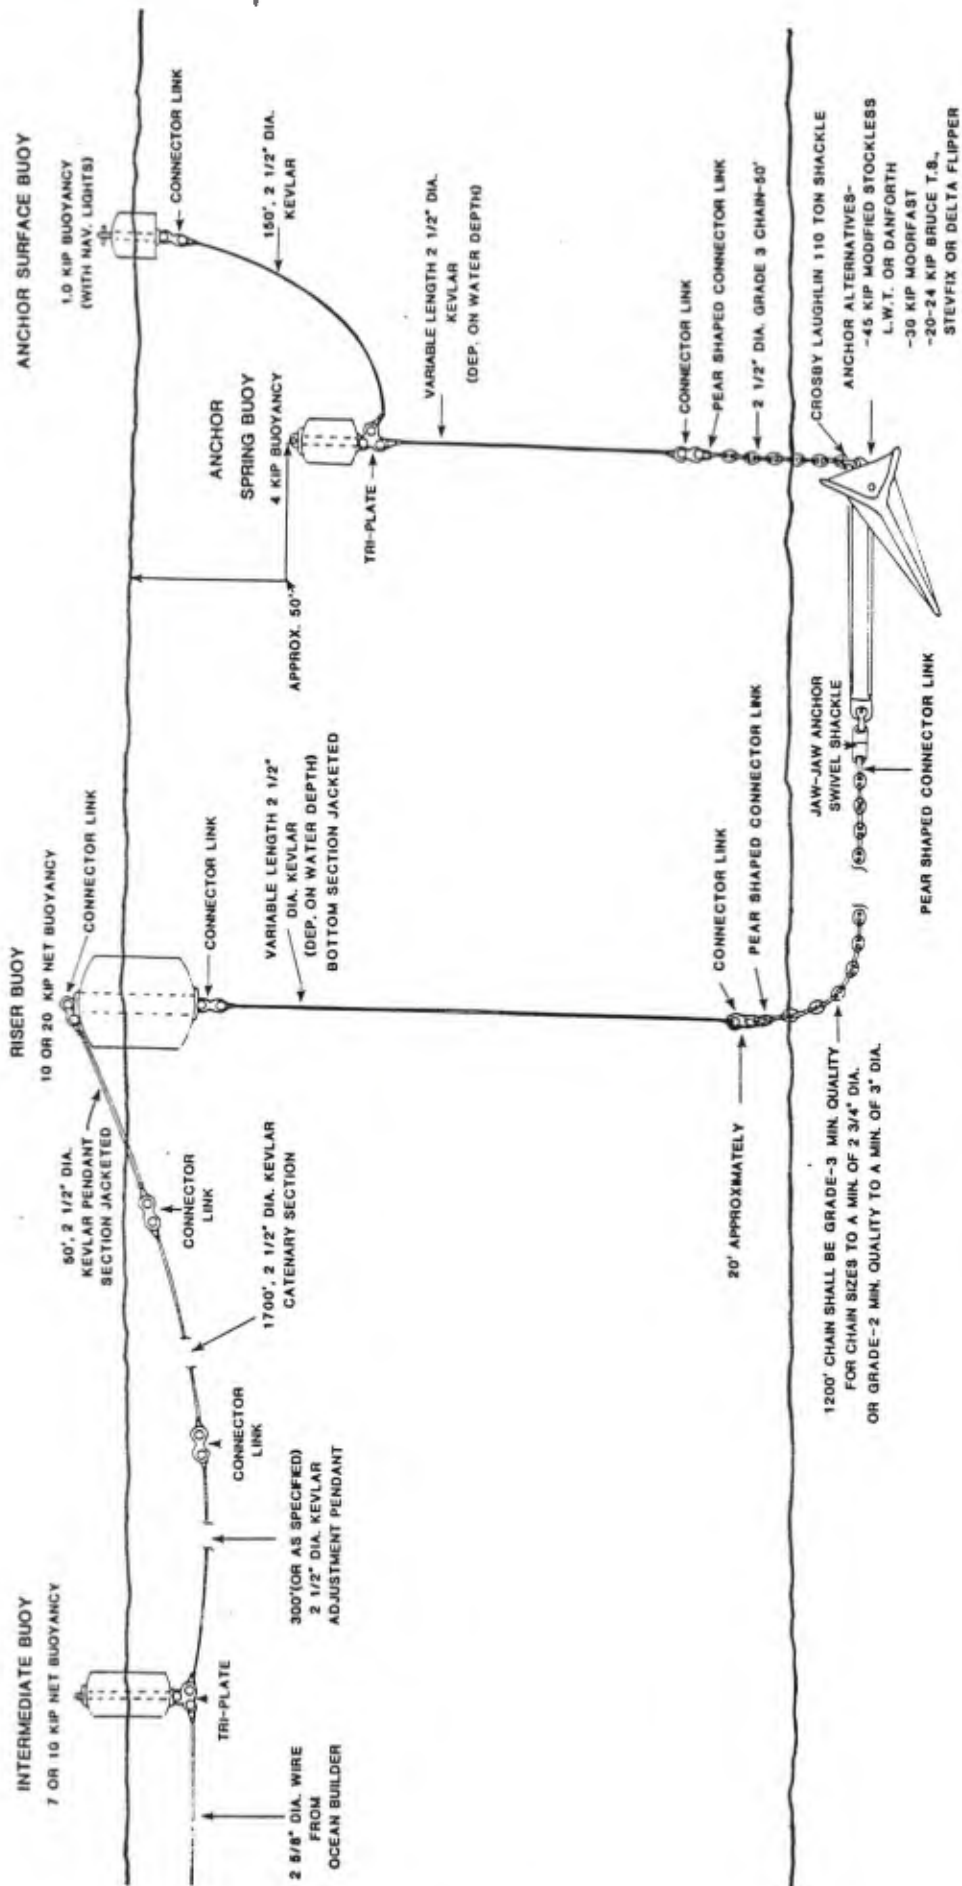 INTERMEDIATE BUOY
7 OR 10 KIP NET BUOYANCY
TRI-PLATE
2 5/8" DIA. WIRE
FROM
OCEAN BUILDER
300'(OR AS SPECIFIED)
2 1/2" DIA. KEVLAR
ADJUSTMENT PENDANT
CONNECTOR
LINK
1700', 2 1/2" DIA. KEVLAR
CATENARY SECTION
CONNECTOR
LINK
50', 2 1/2" DIA.
KEVLAR PENDANT
SECTION JACKETED
RISER BUOY
10 OR 20 KIP NET BUOYANCY
CONNECTOR LINK
CONNECTOR LINK
VARIABLE LENGTH 2 1/2"
DIA. KEVLAR
(DEP. ON WATER DEPTH)
BOTTOM SECTION JACKETED
20' APPROXIMATELY
CONNECTOR LINK
PEAR SHAPED CONNECTOR LINK
1200' CHAIN SHALL BE GRADE-3 MIN. QUALITY
FOR CHAIN SIZES TO A MIN. OF 2 3/4" DIA.
OR GRADE-2 MIN. QUALITY TO A MIN. OF 3" DIA.
ANCHOR SURFACE BUOY
1.0 KIP BUOYANCY
(WITH NAV. LIGHTS)
CONNECTOR LINK
150', 2 1/2" DIA.
KEVLAR
ANCHOR
SPRING BUOY
4 KIP BUOYANCY
APPROX. 50'
TRI-PLATE
VARIABLE LENGTH 2 1/2" DIA.
KEVLAR
(DEP. ON WATER DEPTH)
CONNECTOR LINK
PEAR SHAPED CONNECTOR LINK
2 1/2" DIA. GRADE 3 CHAIN-50'
JAW-JAW ANCHOR
SWIVEL SHACKLE
PEAR SHAPED CONNECTOR LINK
CROSBY LAUGHLIN 110 TON SHACKLE
ANCHOR ALTERNATIVES-
-45 KIP MODIFIED STOCKLESS
L.W.T. OR DANFORTH
-30 KIP MOORFAST
-20-24 KIP BRUCE T.S.,
STEVFIX OR DELTA FLIPPER